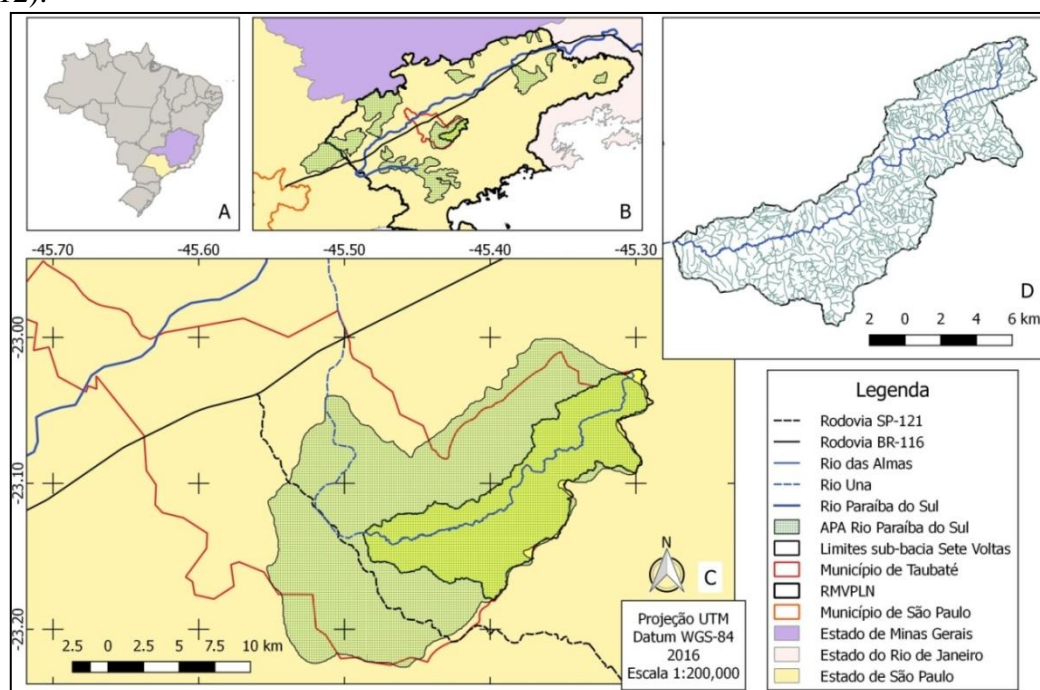 12).
A
B
D
2 0 2 4 6 km
-45.70 -45.60 -45.50 -45.40 -45.30
-23.00
-23.10
-23.20
N
C
2.5 0 2.5 5 7.5 10 km
Projeção UTM
Datum WGS-84
2016
Escala 1:200,000
Legenda
Rodovia SP-121
Rodovia BR-116
Rio das Almas
Rio Una
Rio Paraíba do Sul
APA Rio Paraíba do Sul
Limites sub-bacia Sete Voltas
Município de Taubaté
RMVPLN
Município de São Paulo
Estado de Minas Gerais
Estado do Rio de Janeiro
Estado de São Paulo